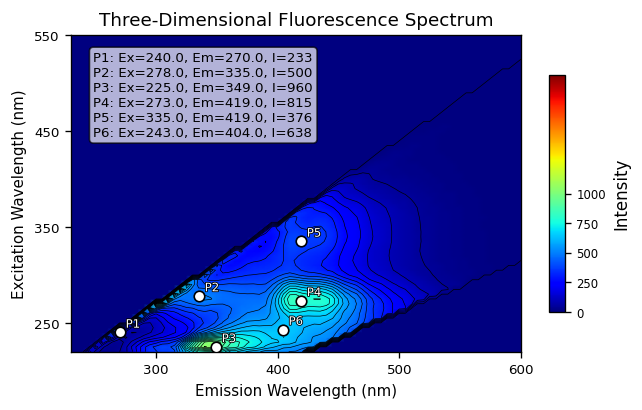 Three-Dimensional Fluorescence Spectrum
P1: Ex=240.0, Em=270.0, I=233
P2: Ex=278.0, Em=335.0, I=500
P3: Ex=225.0, Em=349.0, I=960
P4: Ex=273.0, Em=419.0, I=815
P5: Ex=335.0, Em=419.0, I=376
P6: Ex=243.0, Em=404.0, I=638
Excitation Wavelength (nm)
550
450
350
250
P5
P2
P4
P6
P1
P3
300
400
500
600
Emission Wavelength (nm)
1000
750
500
250
0
Intensity